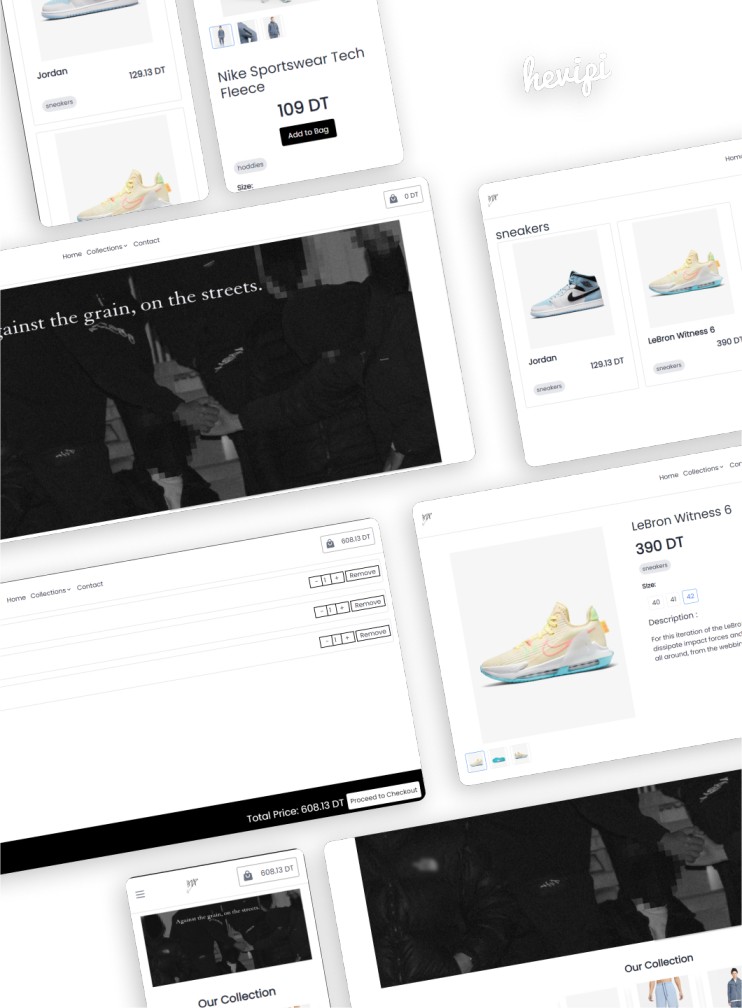 Jordan
129.13 DT
sneakers
Nike Sportswear Tech
Fleece
109 DT
Add to Bag
hoddies
Size:
hevipi
Home Collections Contact
0 DT
gainst the grain, on the streets.
Home
sneakers
Jordan
129.13 DT
sneakers
LeBron Witness 6
390 DT
sneakers
Home Collections Contact
608.13 DT
- 1 + Remove
- 1 + Remove
- 1 + Remove
Total Price: 608.13 DT Proceed to Checkout
Home Collections Con
LeBron Witness 6
390 DT
sneakers
Size:
40 41 42
Description :
For this iteration of the LeBro
dissipate impact forces and
all around, from the webbin
608.13 DT
Against the grain, on the streets.
Our Collection
Our Collection